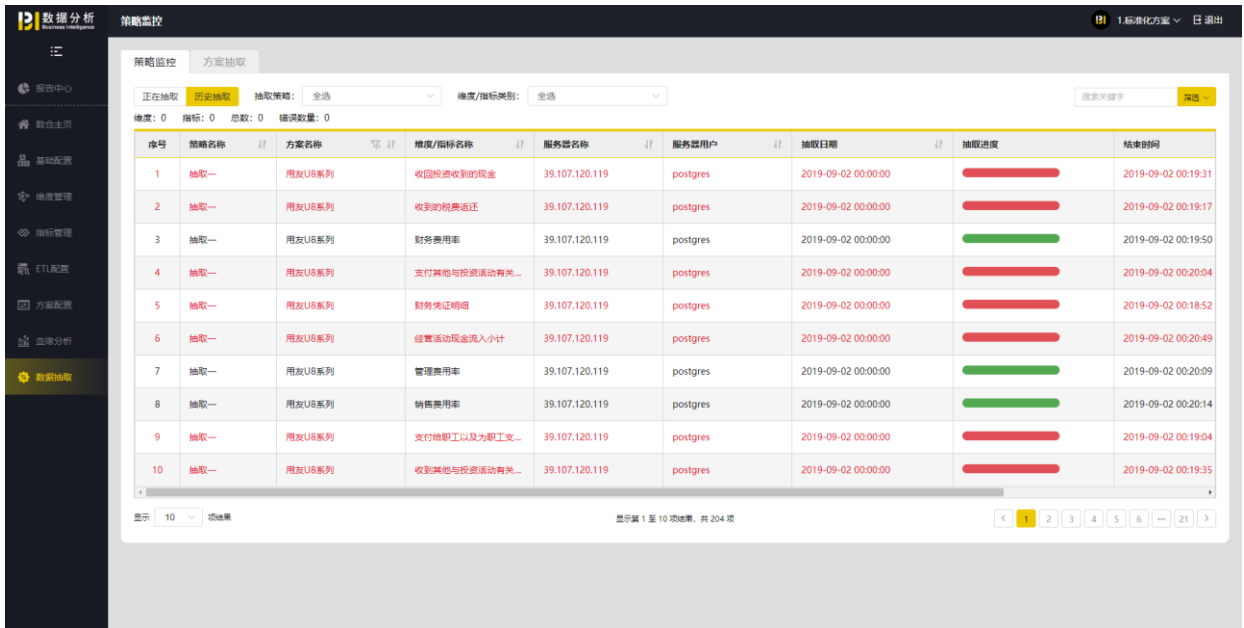 数据分析 策略监控 1.标准化方案 退出
Business Intelligence
策略监控 方案抽取
报告中心
正在抽取 历史抽取 抽取策略： 全选 维度/指标类别： 全选 搜索关键字 筛选
维度：0 指标：0 总数：0 错误数量：0
数仓主页
序号 策略名称 方案名称 维度/指标名称 服务器名称 服务器用户 抽取日期 抽取进度 结束时间
基础配置
1 抽取一 用友U8系列 收回投资收到的现金 39.107.120.119 postgres 2019-09-02 00:00:00 2019-09-02 00:19:31
维度管理
2 抽取一 用友U8系列 收到的税费返还 39.107.120.119 postgres 2019-09-02 00:00:00 2019-09-02 00:19:17
指标管理
3 抽取一 用友U8系列 财务费用率 39.107.120.119 postgres 2019-09-02 00:00:00 2019-09-02 00:19:50
ETL配置
4 抽取一 用友U8系列 支付其他与投资活动有关... 39.107.120.119 postgres 2019-09-02 00:00:00 2019-09-02 00:20:04
方案配置
5 抽取一 用友U8系列 财务凭证明细 39.107.120.119 postgres 2019-09-02 00:00:00 2019-09-02 00:18:52
血缘分析
6 抽取一 用友U8系列 经营活动现金流入小计 39.107.120.119 postgres 2019-09-02 00:00:00 2019-09-02 00:20:49
数据抽取
7 抽取一 用友U8系列 管理费用率 39.107.120.119 postgres 2019-09-02 00:00:00 2019-09-02 00:20:09
8 抽取一 用友U8系列 销售费用率 39.107.120.119 postgres 2019-09-02 00:00:00 2019-09-02 00:20:14
9 抽取一 用友U8系列 支付给职工以及为职工支... 39.107.120.119 postgres 2019-09-02 00:00:00 2019-09-02 00:19:04
10 抽取一 用友U8系列 收到其他与投资活动有关... 39.107.120.119 postgres 2019-09-02 00:00:00 2019-09-02 00:19:35
显示 10 项结果 显示第 1 至 10 项结果，共 204 项 1 2 3 4 5 6 ... 21